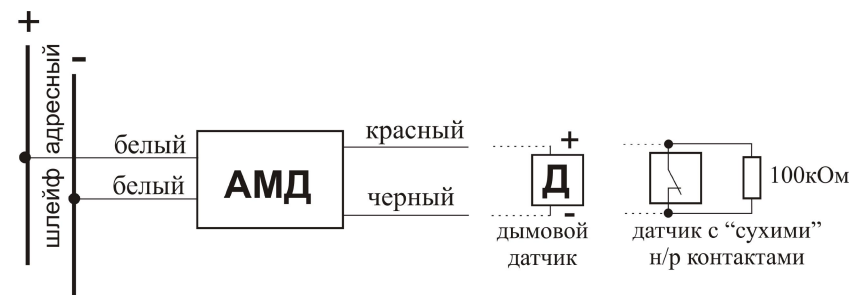 +
-
шлейф адресный
белый
белый
АМД
красный
черный
+
Д
-
дымовой
датчик
100кОм
датчик с “сухими”
н/р контактами